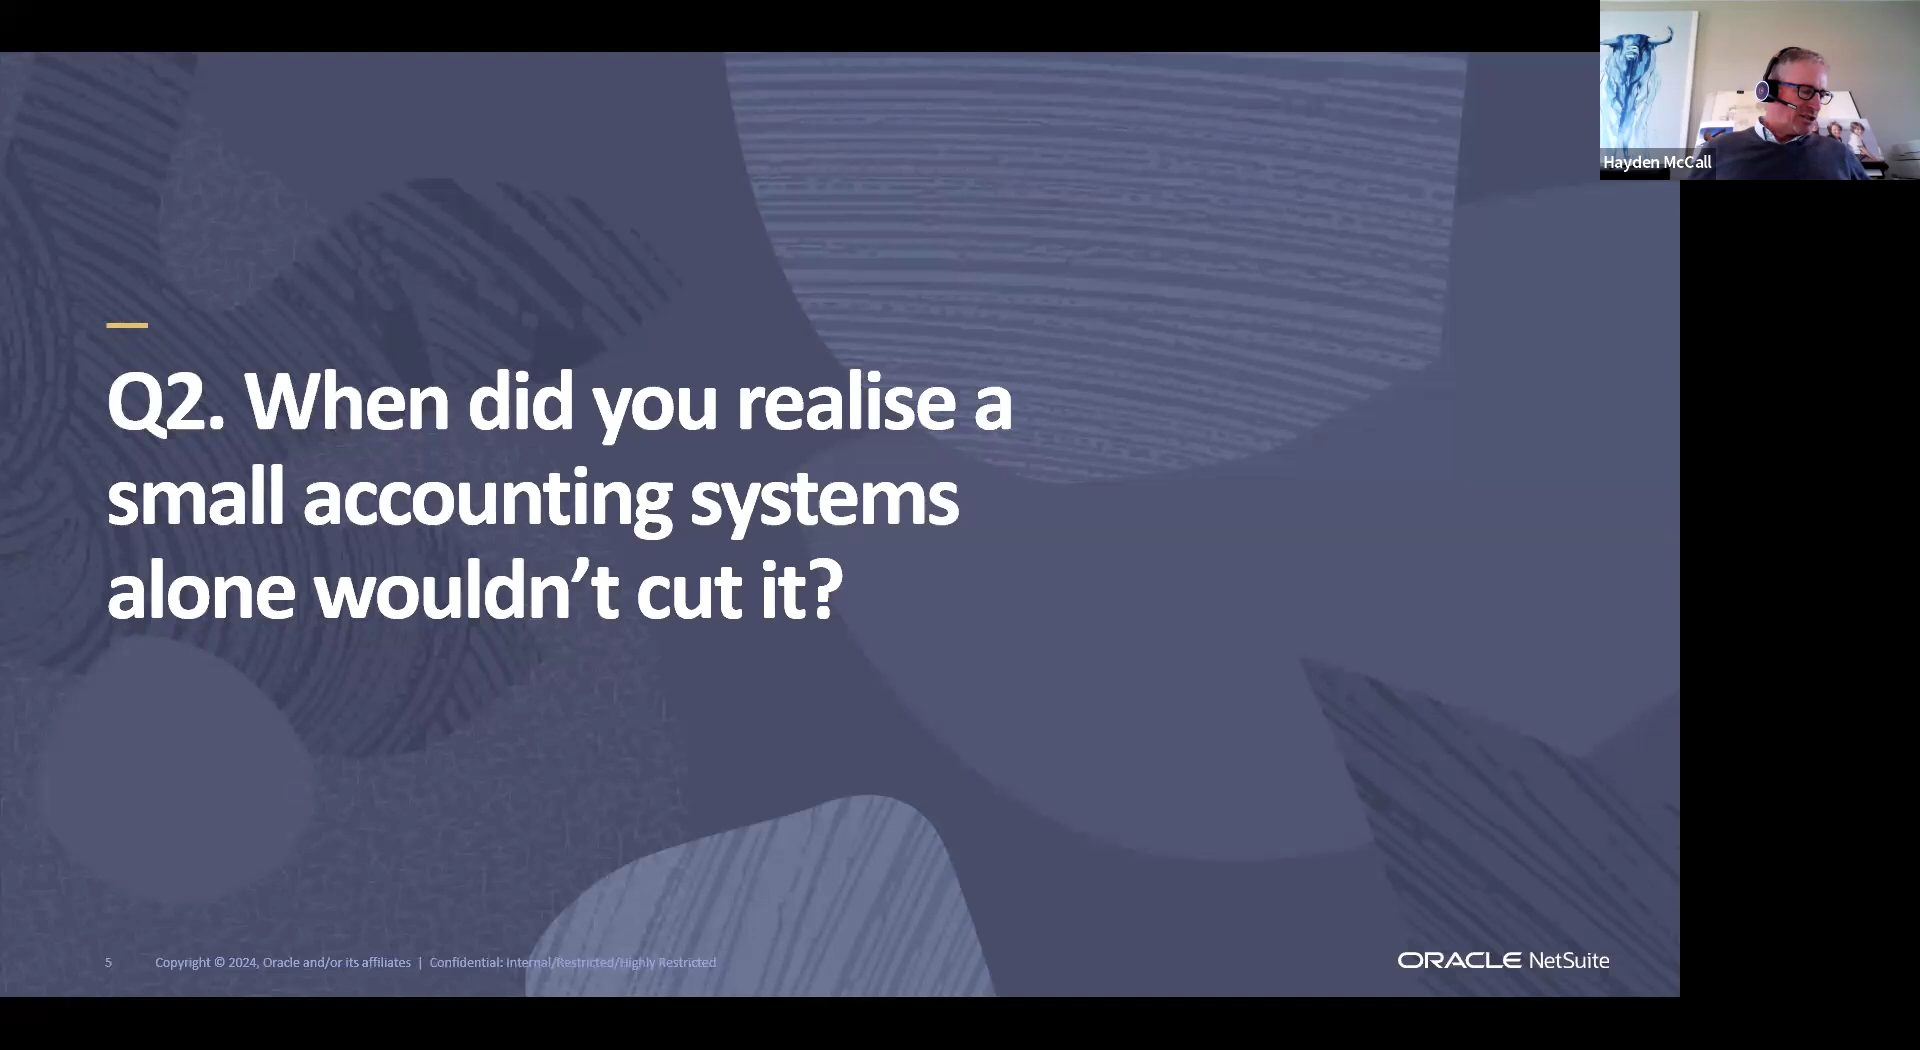 Hayden McCall
Q2. When did you realise a
small accounting systems
alone wouldn’t cut it?
5 Copyright © 2024, Oracle and/or its affiliates | Confidential: Internal/Restricted/Highly Restricted
ORACLE NetSuite